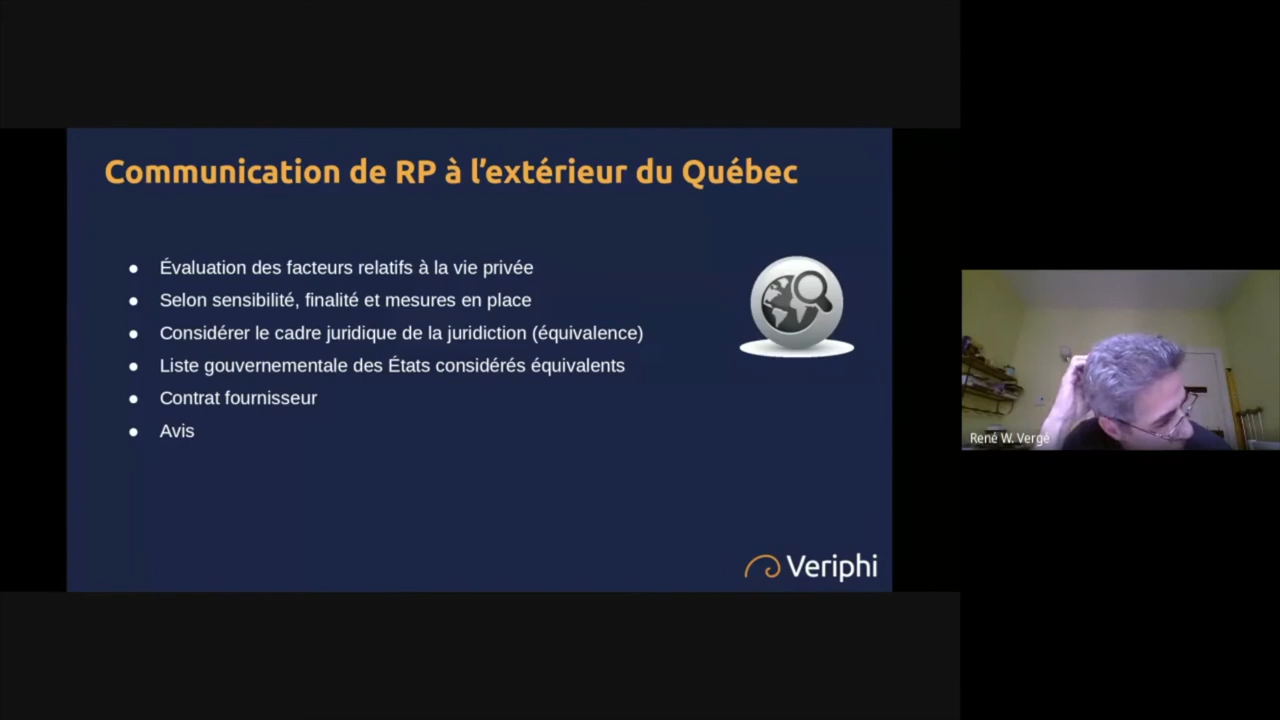 Communication de RP à l’extérieur du Québec
● Évaluation des facteurs relatifs à la vie privée
● Selon sensibilité, finalité et mesures en place
● Considérer le cadre juridique de la juridiction (équivalence)
● Liste gouvernementale des États considérés équivalents
● Contrat fournisseur
● Avis
Veriphi
René W. Vergé